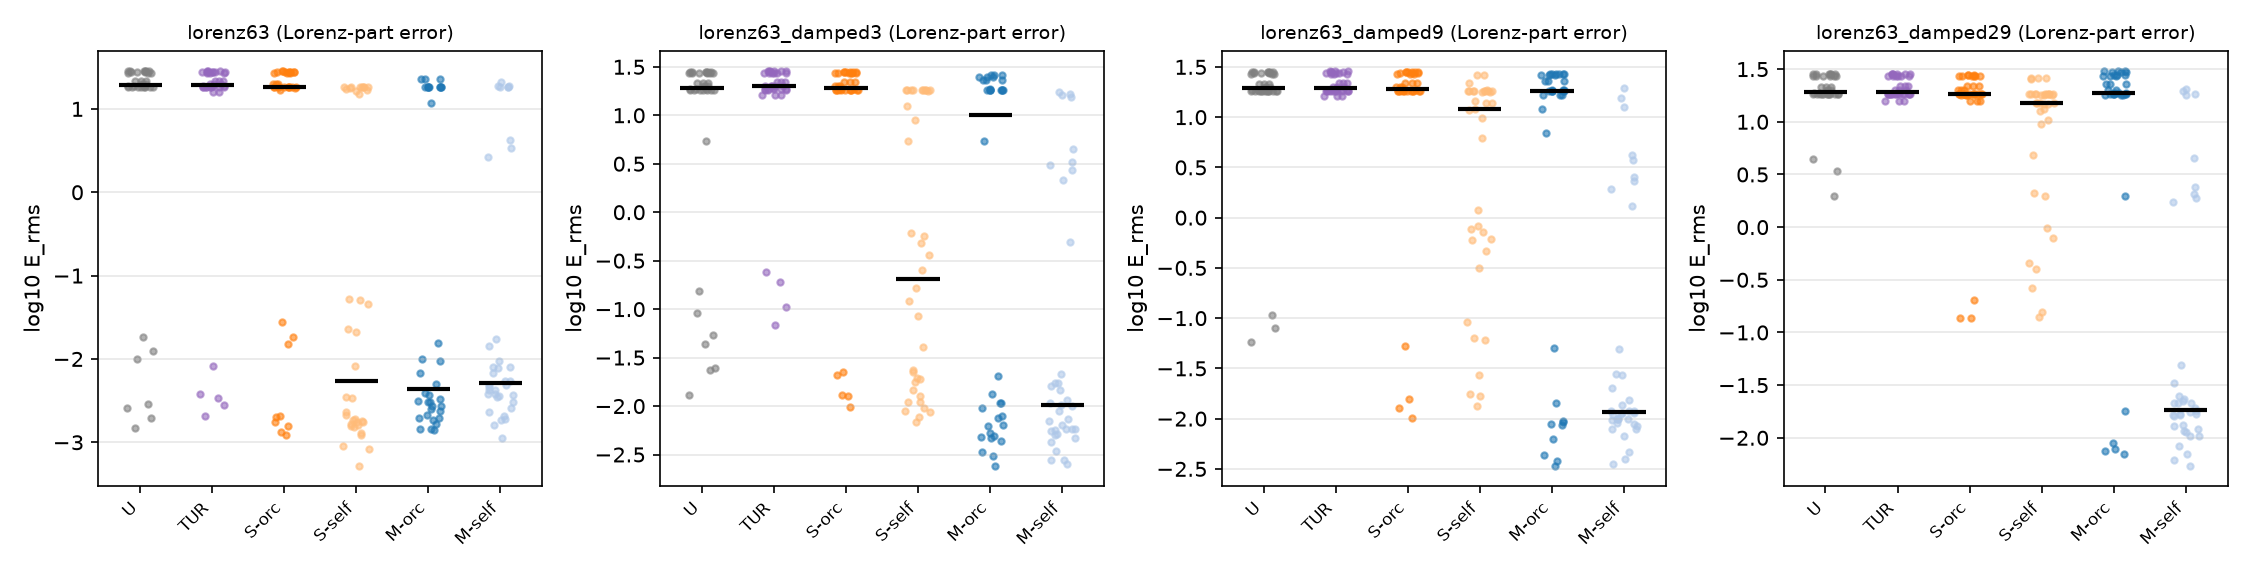 lorenz63 (Lorenz-part error)
log10 E_rms
1
0
−1
−2
−3
U
TUR
S-orc
S-self
M-orc
M-self
lorenz63_damped3 (Lorenz-part error)
log10 E_rms
1.5
1.0
0.5
0.0
−0.5
−1.0
−1.5
−2.0
−2.5
U
TUR
S-orc
S-self
M-orc
M-self
lorenz63_damped9 (Lorenz-part error)
log10 E_rms
1.5
1.0
0.5
0.0
−0.5
−1.0
−1.5
−2.0
−2.5
U
TUR
S-orc
S-self
M-orc
M-self
lorenz63_damped29 (Lorenz-part error)
log10 E_rms
1.5
1.0
0.5
0.0
−0.5
−1.0
−1.5
−2.0
U
TUR
S-orc
S-self
M-orc
M-self